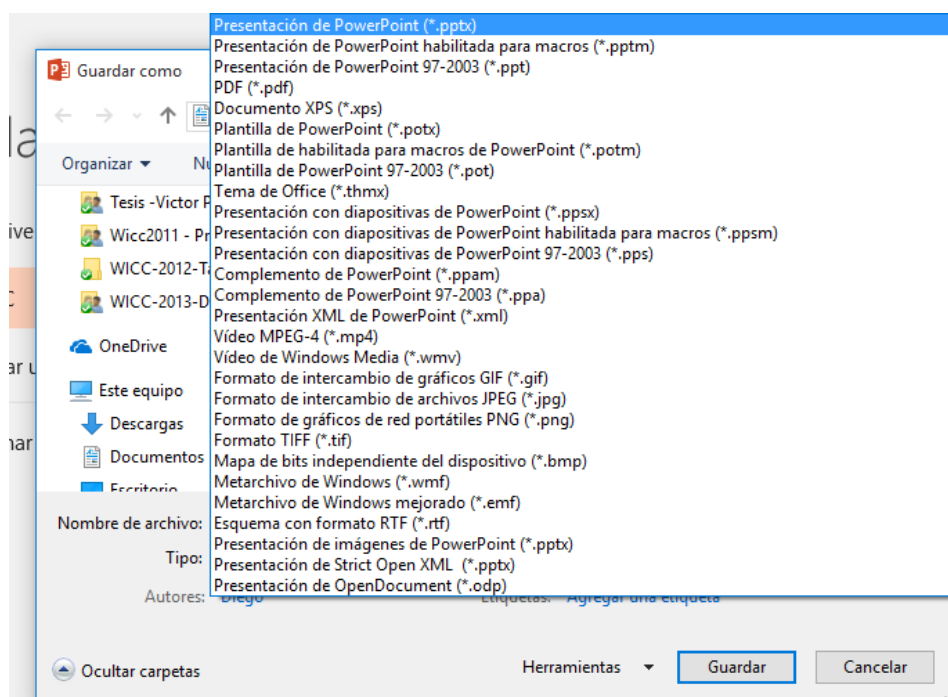 Presentación de PowerPoint (*.pptx)
Presentación de PowerPoint habilitada para macros (*.pptm)
Presentación de PowerPoint 97-2003 (*.ppt)
PDF (*.pdf)
Documento XPS (*.xps)
Plantilla de PowerPoint (*.potx)
Plantilla de habilitada para macros de PowerPoint (*.potm)
Plantilla de PowerPoint 97-2003 (*.pot)
Tema de Office (*.thmx)
Presentación con diapositivas de PowerPoint (*.ppsx)
Presentación con diapositivas de PowerPoint habilitada para macros (*.ppsm)
Presentación con diapositivas de PowerPoint 97-2003 (*.pps)
Complemento de PowerPoint (*.ppam)
Complemento de PowerPoint 97-2003 (*.ppa)
Presentación XML de PowerPoint (*.xml)
Vídeo MPEG-4 (*.mp4)
Vídeo de Windows Media (*.wmv)
Formato de intercambio de gráficos GIF (*.gif)
Formato de intercambio de archivos JPEG (*.jpg)
Formato de gráficos de red portátiles PNG (*.png)
Formato TIFF (*.tif)
Mapa de bits independiente del dispositivo (*.bmp)
Metarchivo de Windows (*.wmf)
Metarchivo de Windows mejorado (*.emf)
Esquema con formato RTF (*.rtf)
Presentación de imágenes de PowerPoint (*.pptx)
Presentación de Strict Open XML (*.pptx)
Presentación de OpenDocument (*.odp)
Guardar como
Organizar
Nu
Tesis -Victor P
Wicc2011 - Pr
WICC-2012-Ta
WICC-2013-D
OneDrive
Este equipo
Descargas
Documentos
Escritorio
Nombre de archivo:
Tipo:
Autores: Diego Etiquetas: Agregar una etiqueta
Ocultar carpetas
Herramientas
Guardar
Cancelar